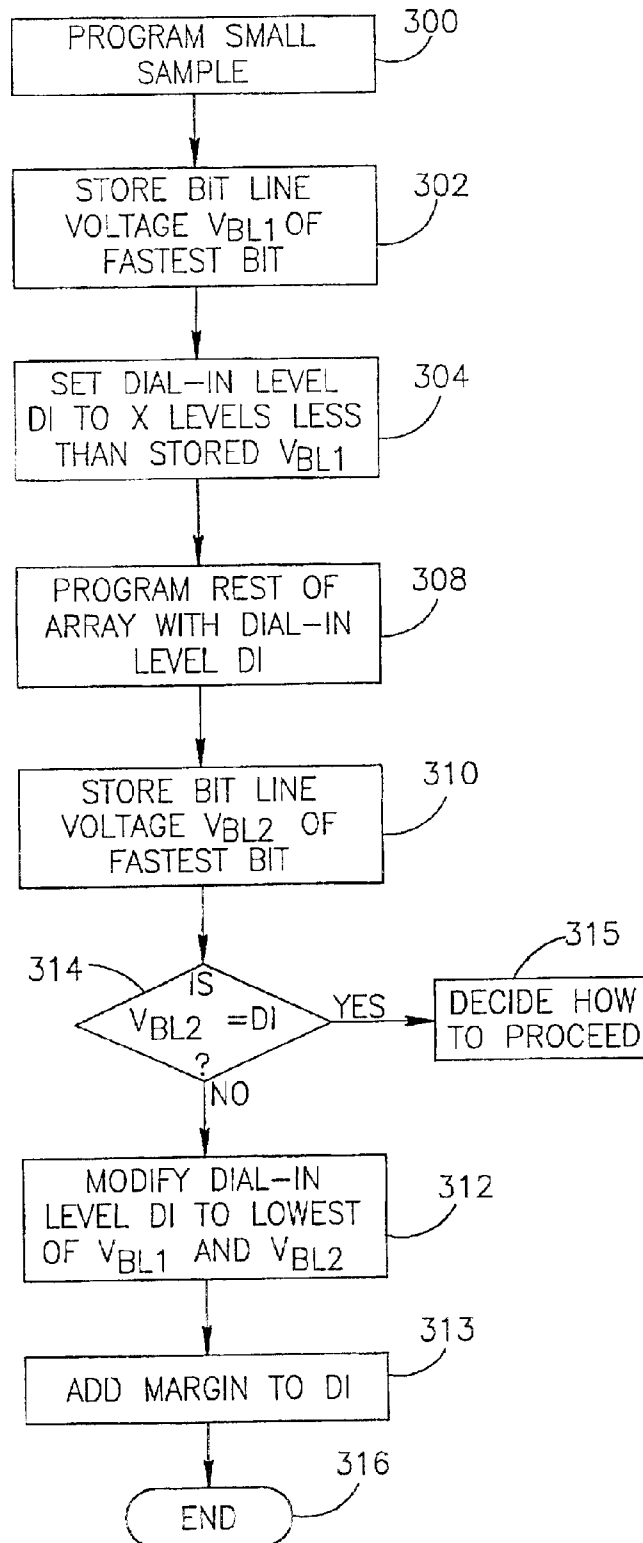 PROGRAM SMALL
SAMPLE
300
STORE BIT LINE
VOLTAGE VBL1 OF
FASTEST BIT
302
SET DIAL-IN LEVEL
DI TO X LEVELS LESS
THAN STORED VBL1
304
PROGRAM REST OF
ARRAY WITH DIAL-IN
LEVEL DI
308
STORE BIT LINE
VOLTAGE VBL2 OF
FASTEST BIT
310
314
IS
VBL2 =DI
?
YES
315
DECIDE HOW
TO PROCEED
NO
MODIFY DIAL-IN
LEVEL DI TO LOWEST
OF VBL1 AND VBL2
312
ADD MARGIN TO DI
313
END
316